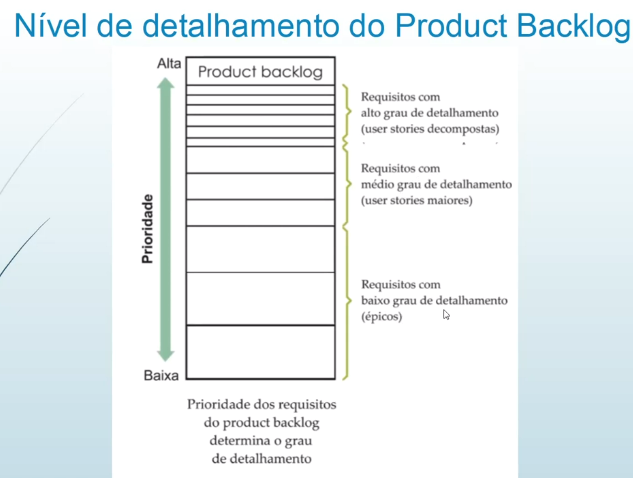 Nível de detalhamento do Product Backlog
Alta
Product backlog
Requisitos com
alto grau de detalhamento
(user stories decompostas)
Requisitos com
médio grau de detalhamento
(user stories maiores)
Prioridade
Requisitos com
baixo grau de detalhamento
(épicos)
Baixa
Prioridade dos requisitos
do product backlog
determina o grau
de detalhamento